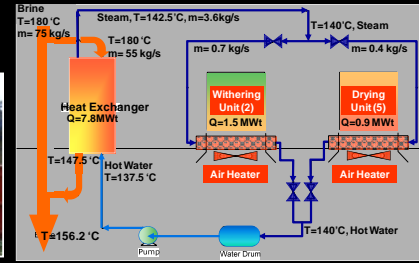 Brine
T=180 °C
m= 75 kg/s
Steam, T=142.5°C, m=3.6kg/s
T=140°C, Steam
T=180 °C
m= 55 kg/s
m= 0.7 kg/s
m= 0.4 kg/s
Heat Exchanger
Q=7.8MWt
Withering
Unit(2)
Q=1.5 MWt
Drying
Unit(5)
Q=0.9 MWt
T=147.5 °C
Hot Water
T=137.5 °C
Air Heater
Air Heater
T=156.2 °C
T=140°C, Hot Water
Pump
Water Drum